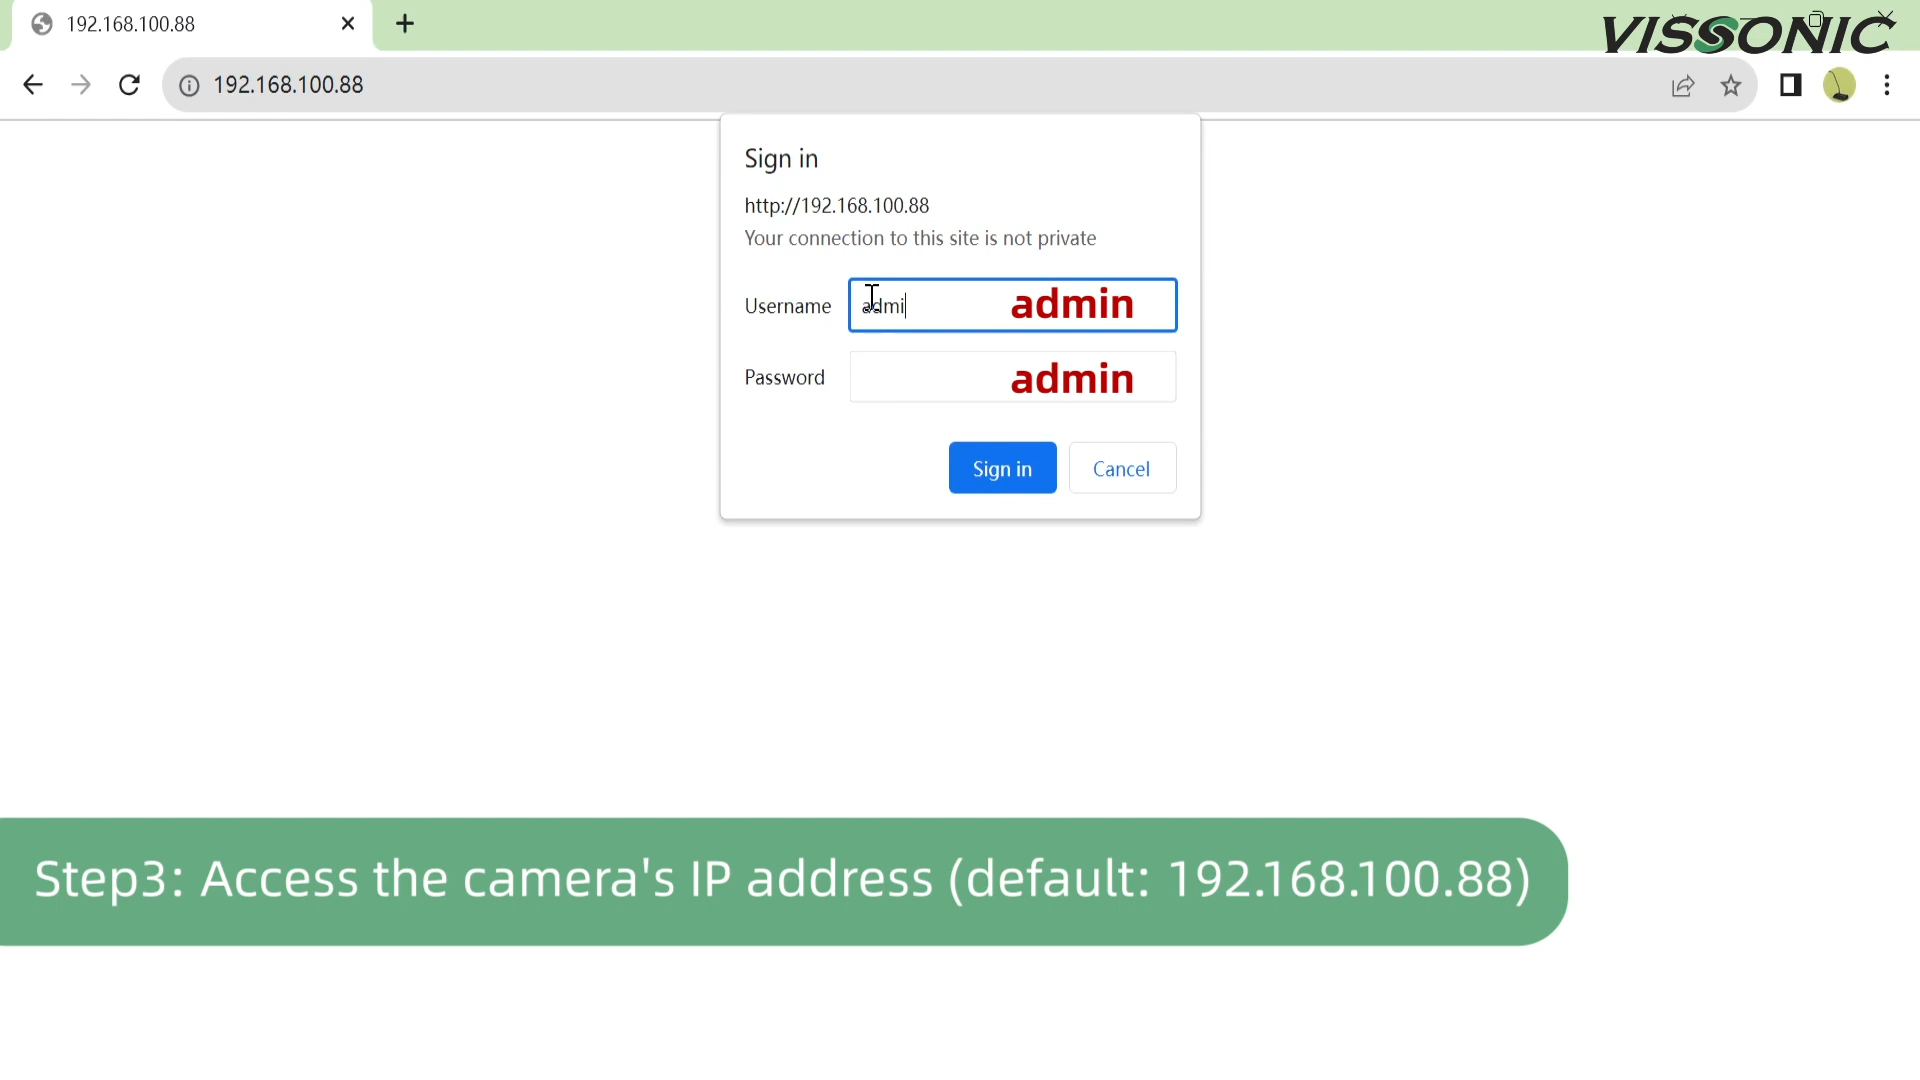 192.168.100.88
VISSONIC
192.168.100.88
Sign in
http://192.168.100.88
Your connection to this site is not private
Username admi admin
Password admin
Sign in Cancel
Step3: Access the camera's IP address (default: 192.168.100.88)